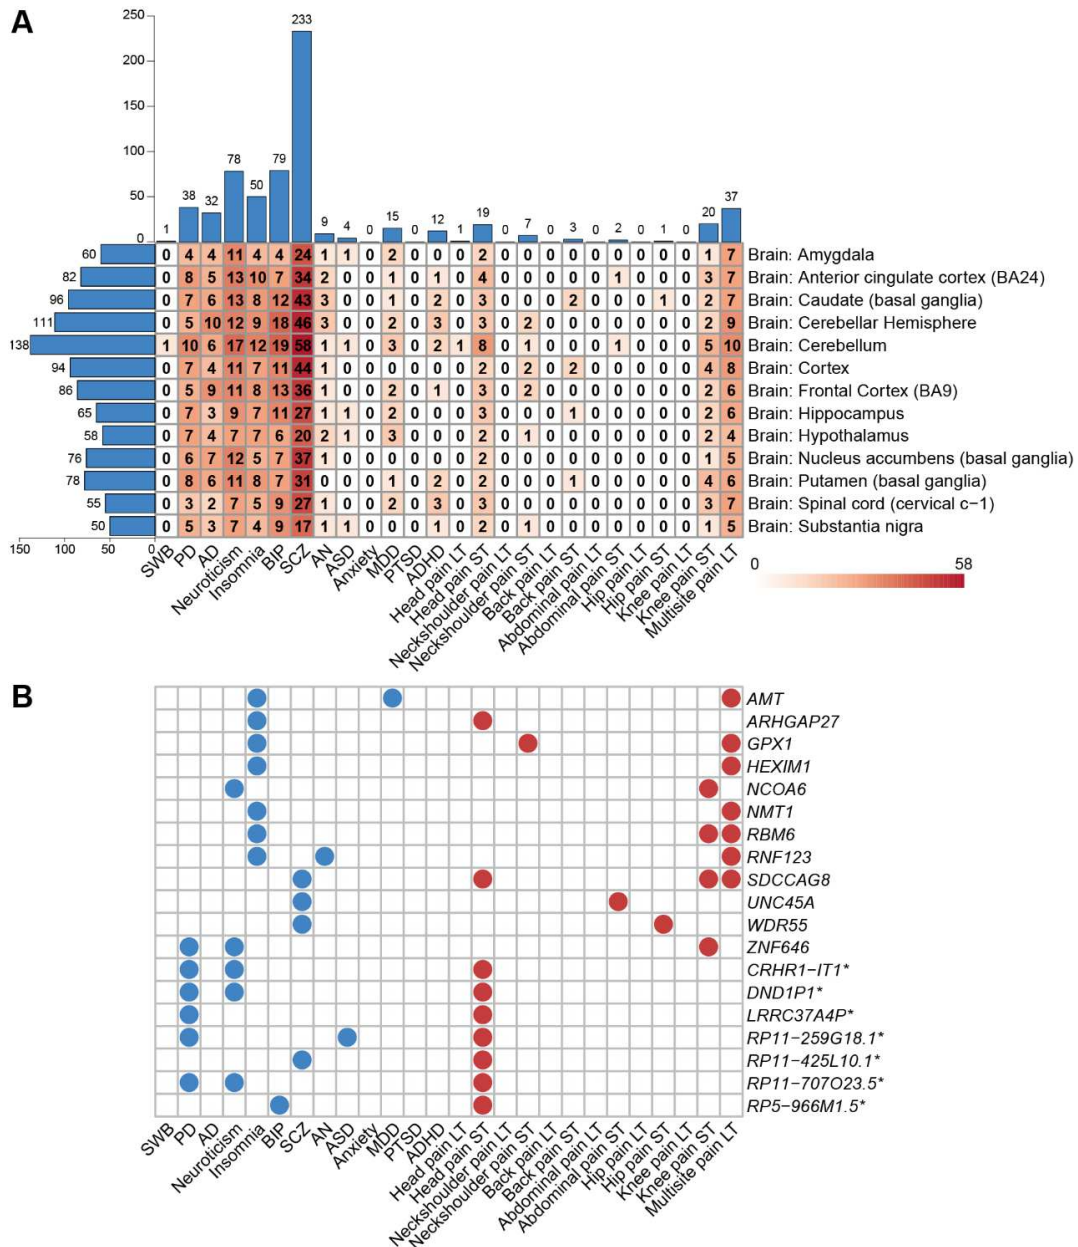 A
250
200
150
100
50
0
1 38 32 78 50 79 233 9 4 0 15 0 12 1 19 0 7 0 3 0 2 0 1 0 20 37
60 0 4 4 11 4 4 24 1 1 0 2 0 0 0 2 0 0 0 0 0 0 0 0 0 1 7 Brain: Amygdala
82 0 8 5 13 10 7 34 2 0 0 1 0 1 0 4 0 0 0 0 0 1 0 0 0 3 7 Brain: Anterior cingulate cortex (BA24)
96 0 7 6 13 8 12 43 3 0 0 1 0 2 0 3 0 0 0 2 0 0 0 1 0 2 7 Brain: Caudate (basal ganglia)
111 0 5 10 12 9 18 46 3 0 0 2 0 3 0 3 0 2 0 0 0 0 0 0 0 2 9 Brain: Cerebellar Hemisphere
138 1 10 6 17 12 19 58 1 1 0 3 0 2 1 8 0 1 0 0 0 1 0 0 0 5 10 Brain: Cerebellum
94 0 7 4 11 7 11 44 1 0 0 0 0 0 0 2 0 2 0 2 0 0 0 0 0 4 8 Brain: Cortex
86 0 5 9 11 8 13 36 1 0 0 2 0 1 0 3 0 2 0 0 0 0 0 0 0 2 6 Brain: Frontal Cortex (BA9)
65 0 7 3 9 7 11 27 1 1 0 2 0 0 0 3 0 0 0 1 0 0 0 0 0 2 6 Brain: Hippocampus
58 0 7 4 7 7 6 20 2 1 0 3 0 0 0 2 0 1 0 0 0 0 0 0 0 2 4 Brain: Hypothalamus
76 0 6 7 12 5 7 37 1 0 0 0 0 0 0 2 0 0 0 0 0 0 0 0 0 1 5 Brain: Nucleus accumbens (basal ganglia)
78 0 8 6 11 8 7 31 0 0 0 1 0 2 0 2 0 0 0 1 0 0 0 0 0 4 6 Brain: Putamen (basal ganglia)
55 0 3 2 7 5 9 27 1 0 0 2 0 3 0 3 0 0 0 0 0 0 0 0 0 3 7 Brain: Spinal cord (cervical c−1)
50 0 5 3 7 4 9 17 1 1 0 0 0 1 0 2 0 1 0 0 0 0 0 0 0 1 5 Brain: Substantia nigra
150 100 50 0
SWB PD AD Neuroticism Insomnia BIP SCZ AN ASD Anxiety MDD PTSD ADHD Head pain LT Head pain ST Neckshoulder pain LT Neckshoulder pain ST Back pain LT Back pain ST Abdominal pain LT Abdominal pain ST Hip pain LT Hip pain ST Knee pain LT Knee pain ST Multisite pain LT
0 58
B
AMT
ARHGAP27
GPX1
HEXIM1
NCOA6
NMT1
RBM6
RNF123
SDCCAG8
UNC45A
WDR55
ZNF646
CRHR1−IT1*
DND1P1*
LRRC37A4P*
RP11−259G18.1*
RP11−425L10.1*
RP11−707O23.5*
RP5−966M1.5*
SWB PD AD Neuroticism Insomnia BIP SCZ AN ASD Anxiety MDD PTSD ADHD Head pain LT Head pain ST Neckshoulder pain LT Neckshoulder pain ST Back pain LT Back pain ST Abdominal pain LT Abdominal pain ST Hip pain LT Hip pain ST Knee pain LT Knee pain ST Multisite pain LT